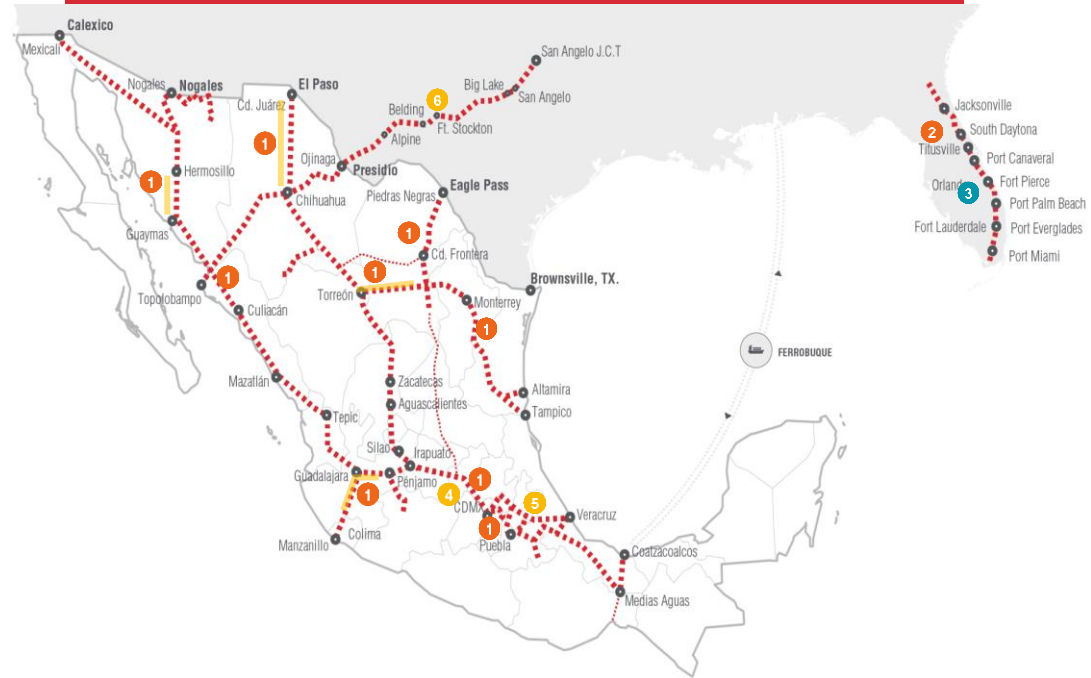 Calexico
Mexicali
San Angelo J.C.T
Nogales
Nogales
El Paso
Big Lake
San Angelo
Cd. Juárez
6
Belding
Ft. Stockton
Alpine
Jacksonville
2
South Daytona
Titusville
Port Canaveral
1
Ojinaga
Presidio
Hermosillo
1
Orlando
3
Fort Pierce
Chihuahua
Piedras Negras
Eagle Pass
Port Palm Beach
Guaymas
1
Fort Lauderdale
Port Everglades
Cd. Frontera
Port Miami
1
1
Brownsville, TX.
Topolobampo
Torreón
Monterrey
Culiacán
1
FERROBUQUE
Mazatlán
Zacatecas
Altamira
Aguascalientes
Tampico
Tepic
Silao
Irapuato
Guadalajara
Pénjamo
1
1
4
5
CDMX
Veracruz
1
Colima
Puebla
Manzanillo
Coatzacoalcos
Medias Aguas